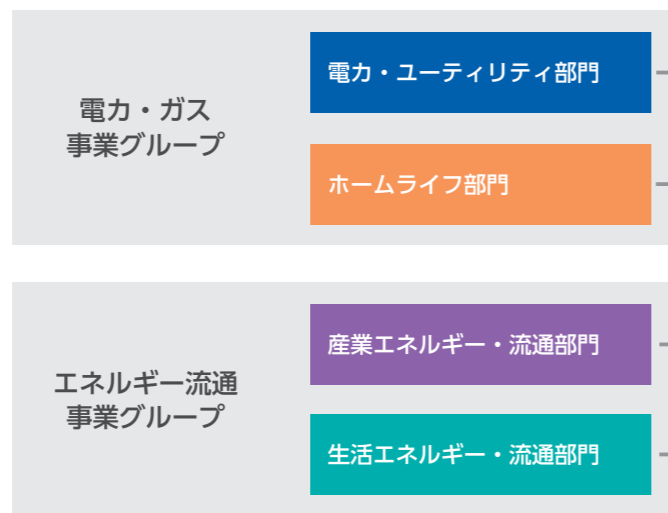 電力・ガス
事業グループ
電力・ユーティリティ部門
ホームライフ部門
エネルギー流通
事業グループ
産業エネルギー・流通部門
生活エネルギー・流通部門